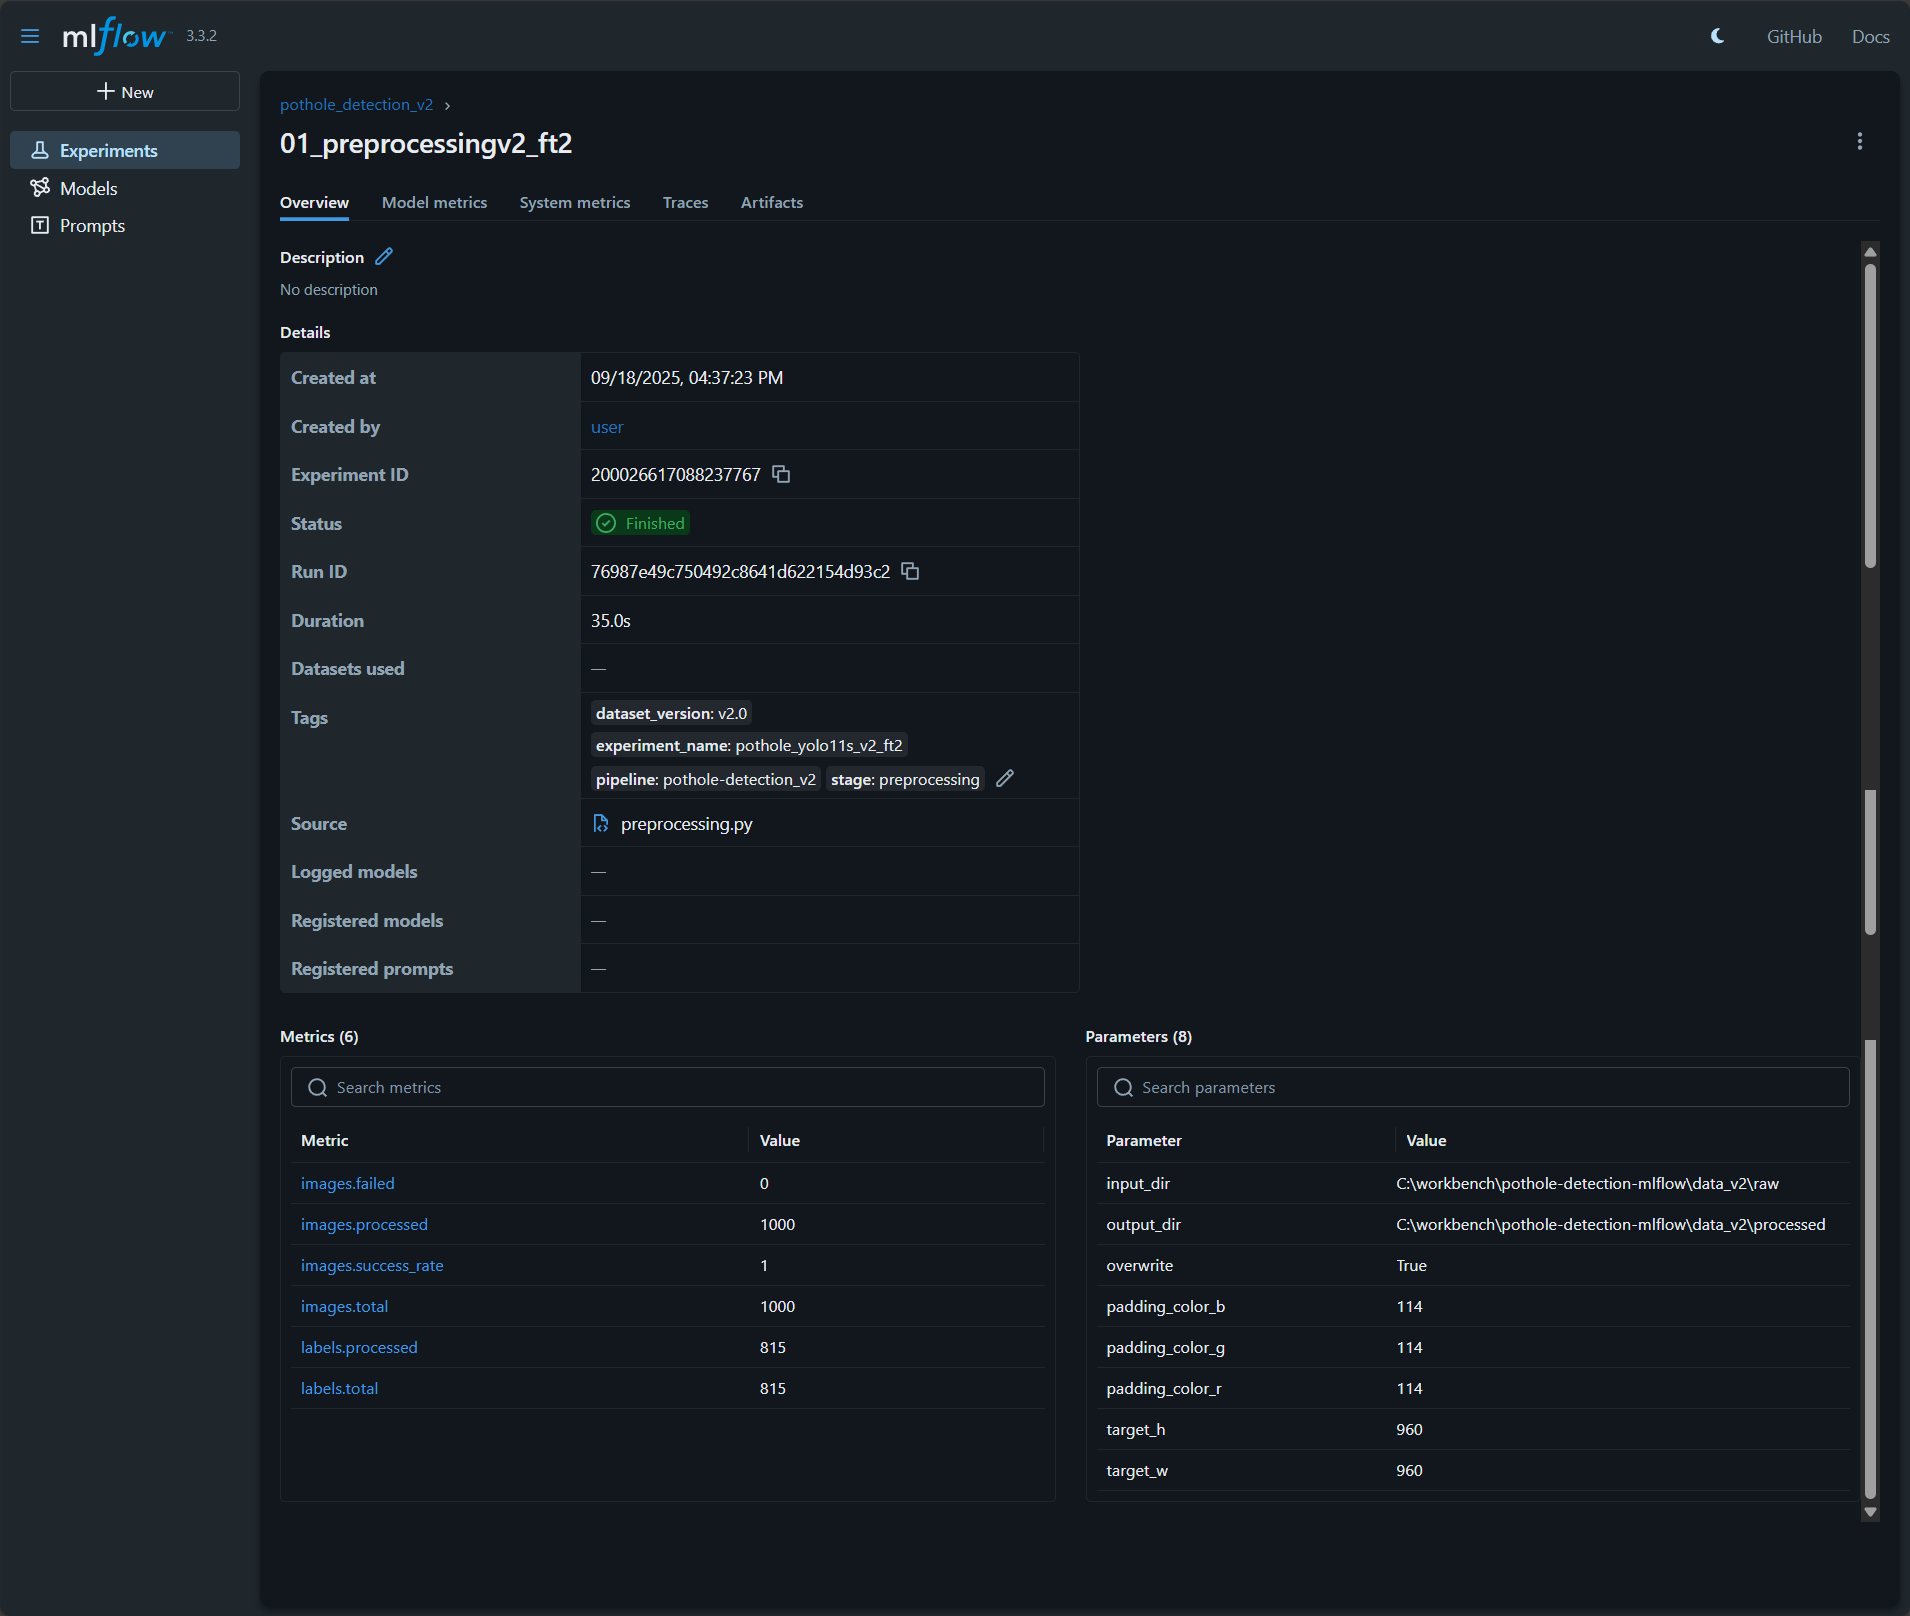 mlflow™ 3.3.2
GitHub Docs
New
Experiments
Models
Prompts
pothole_detection_v2 ›
01_preprocessingv2_ft2
Overview Model metrics System metrics Traces Artifacts
Description
No description
Details
Created at 09/18/2025, 04:37:23 PM
Created by user
Experiment ID 200026617088237767
Status Finished
Run ID 76987e49c750492c8641d622154d93c2
Duration 35.0s
Datasets used —
Tags dataset_version: v2.0
experiment_name: pothole_yolo11s_v2_ft2
pipeline: pothole-detection_v2 stage: preprocessing
Source preprocessing.py
Logged models —
Registered models —
Registered prompts —
Metrics (6)
Search metrics
Metric Value
images.failed 0
images.processed 1000
images.success_rate 1
images.total 1000
labels.processed 815
labels.total 815
Parameters (8)
Search parameters
Parameter Value
input_dir C:\workbench\pothole-detection-mlflow\data_v2\raw
output_dir C:\workbench\pothole-detection-mlflow\data_v2\processed
overwrite True
padding_color_b 114
padding_color_g 114
padding_color_r 114
target_h 960
target_w 960